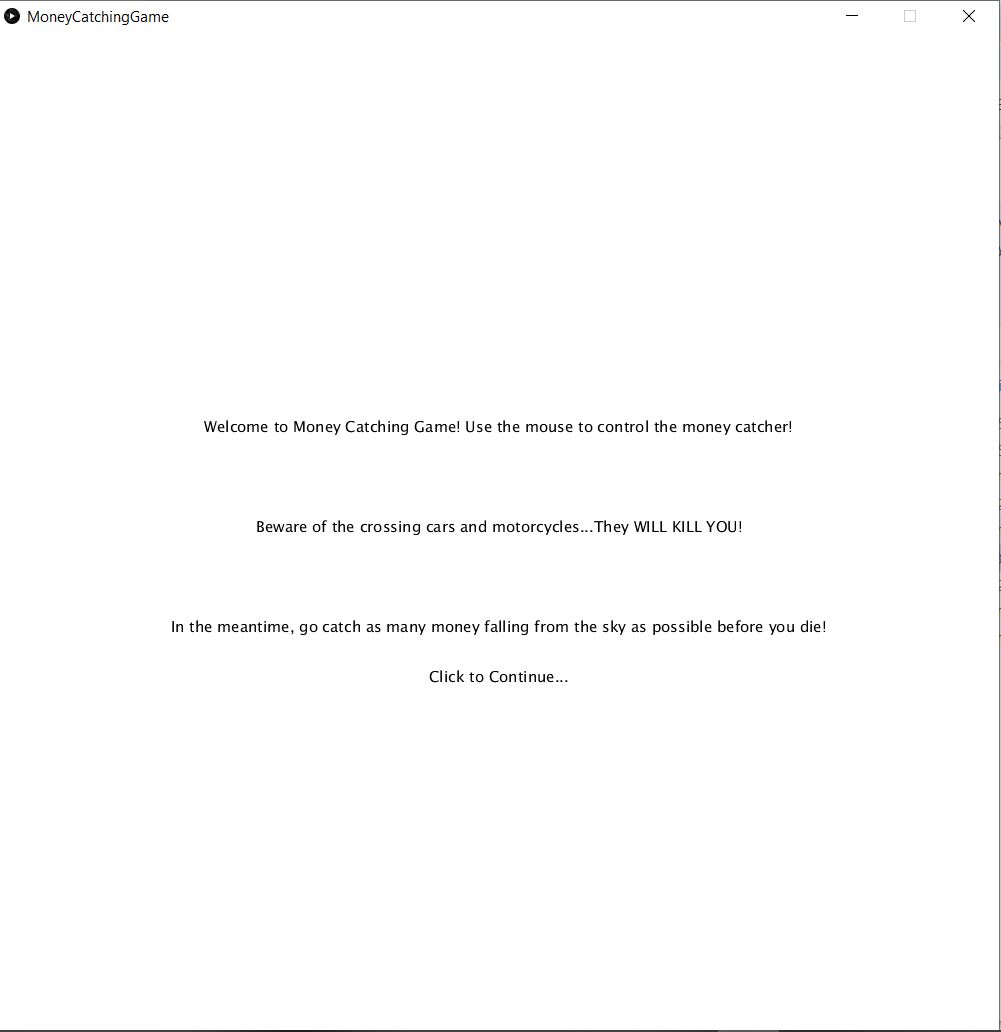 MoneyCatchingGame
Welcome to Money Catching Game! Use the mouse to control the money catcher!
Beware of the crossing cars and motorcycles...They WILL KILL YOU!
In the meantime, go catch as many money falling from the sky as possible before you die!
Click to Continue...